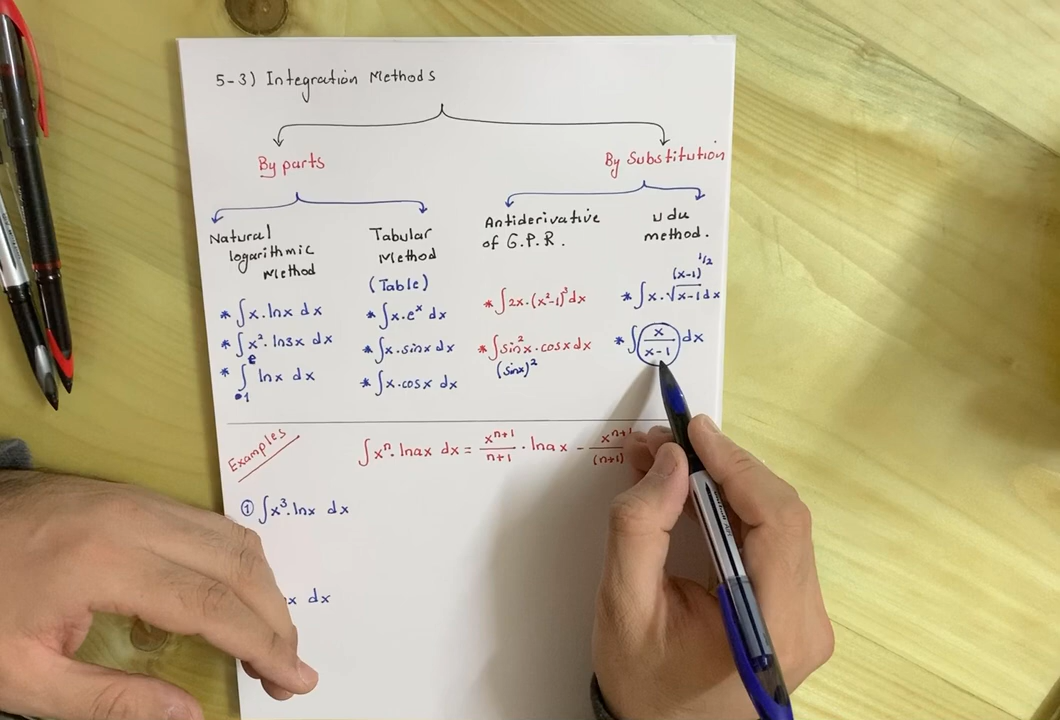 5-3) Integration Methods
By parts
By Substitution
Natural
logarithmic
Method
* ∫x.lnx dx
* ∫x². ln3x dx
* ∫₁ᵉ lnx dx
Tabular
Method
(Table)
* ∫x.eˣ dx
* ∫x.sinx dx
* ∫x.cosx dx
Antiderivative
of G.P.R.
* ∫2x.(x²-1)³dx
* ∫sin²x.cosx dx
(sinx)²
u du
method.
(x-1)^1/2
* ∫x.√(x-1) dx
* ∫(x/(x-1)) dx
Examples
∫xⁿ. lnax dx = xⁿ⁺¹/(n+1) . lnax - xⁿ⁺¹/(n+1)
① ∫x³.lnx dx
x dx